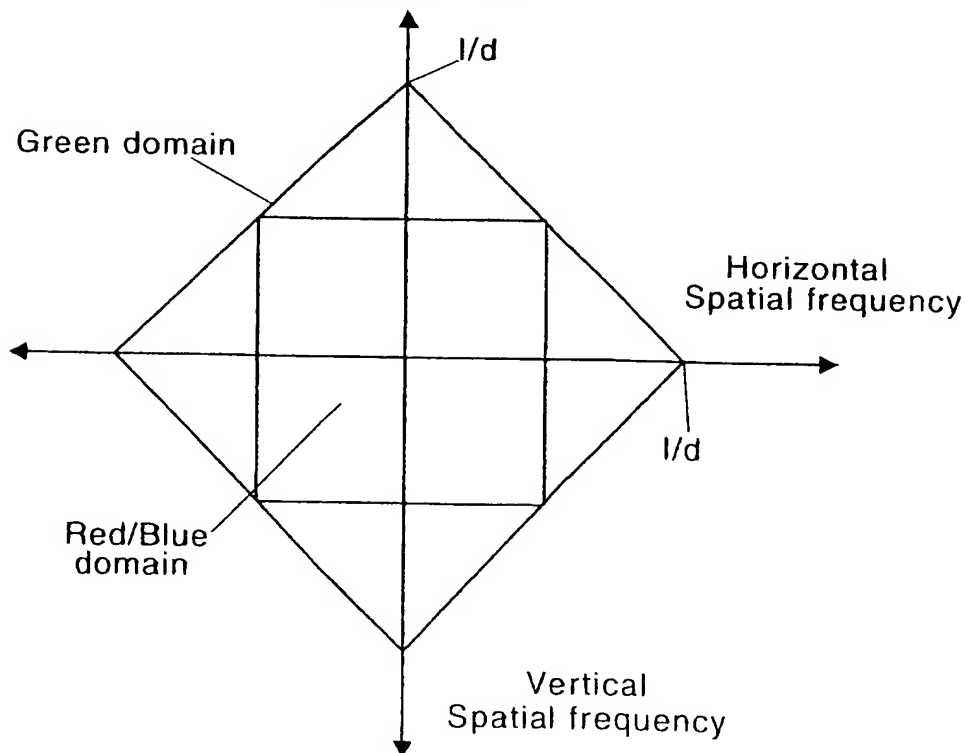 I/d
Green domain
Horizontal
Spatial frequency
I/d
Red/Blue
domain
Vertical
Spatial frequency